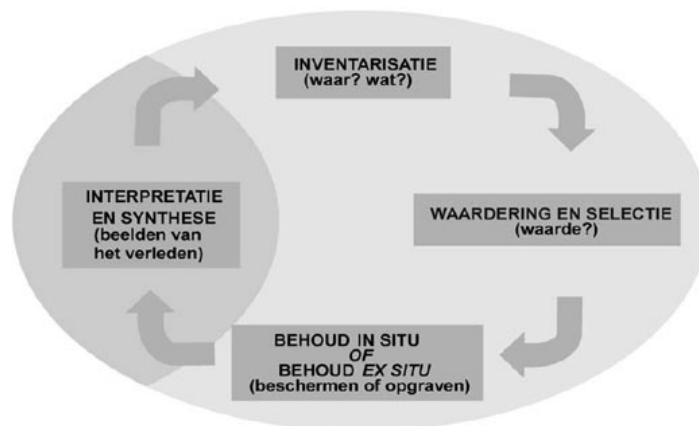 INVENTARISATIE
(waar? wat?)
WAARDERING EN SELECTIE
(waarde?)
BEHOUD IN SITU
OF
BEHOUD EX SITU
(beschermen of opgraven)
INTERPRETATIE
EN SYNTHESE
(beelden van
het verleden)